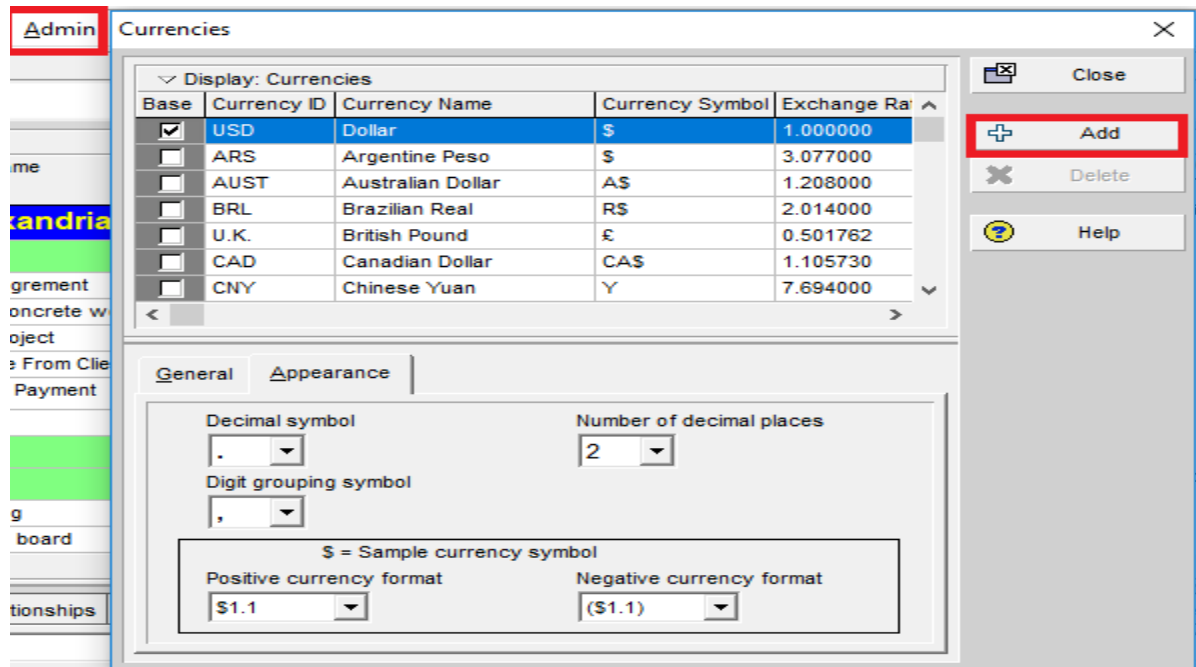 Admin
Currencies
Display: Currencies
Base Currency ID Currency Name Currency Symbol Exchange Ra
USD Dollar $ 1.000000
ARS Argentine Peso $ 3.077000
AUST Australian Dollar A$ 1.208000
BRL Brazilian Real R$ 2.014000
U.K. British Pound £ 0.501762
CAD Canadian Dollar CA$ 1.105730
CNY Chinese Yuan Y 7.694000
Close
Add
Delete
Help
General Appearance
Decimal symbol Number of decimal places
. 2
Digit grouping symbol
,
$ = Sample currency symbol
Positive currency format Negative currency format
$1.1 ($1.1)
ame
xandria
grement
oncrete w
oject
e From Clie
Payment
g
board
tionships